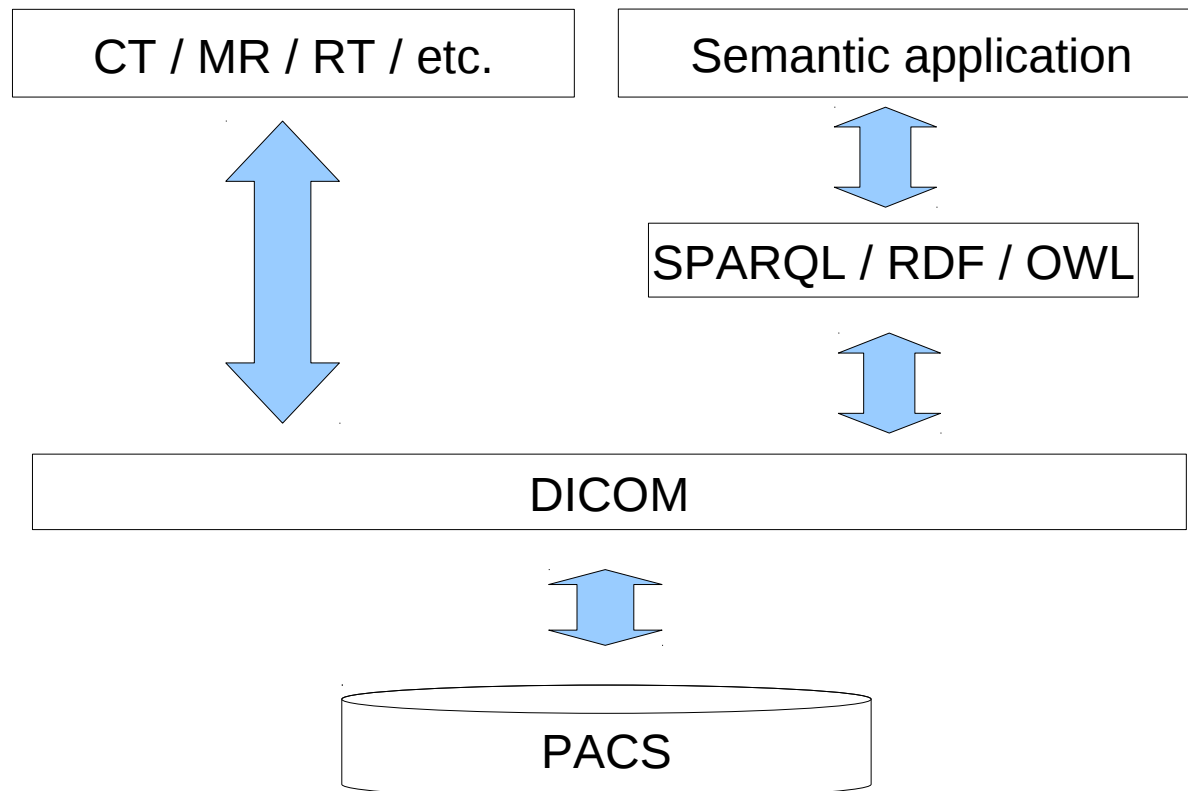 CT / MR / RT / etc.
Semantic application
SPARQL / RDF / OWL
DICOM
PACS